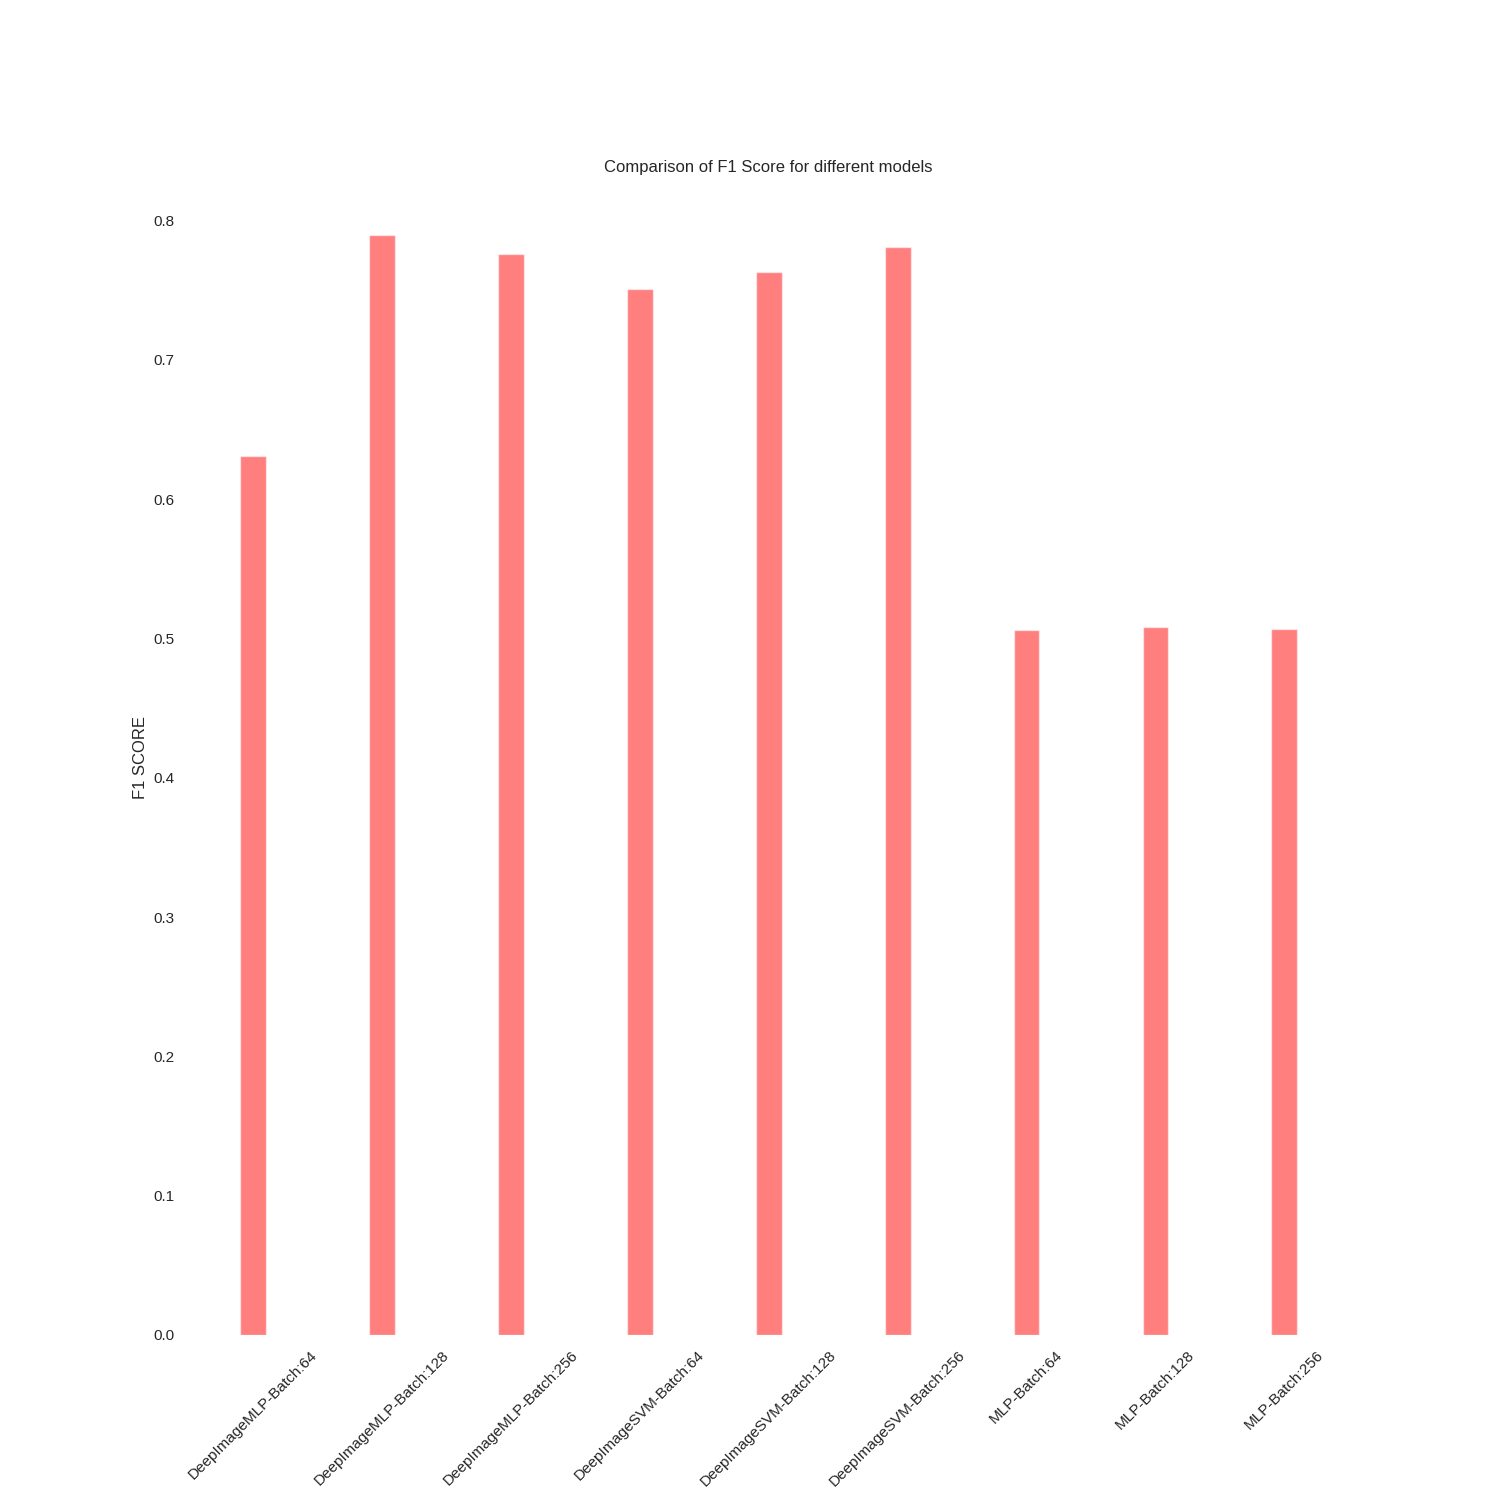 Comparison of F1 Score for different models
0.8
0.7
0.6
0.5
0.4
0.3
0.2
0.1
0.0
F1 SCORE
DeepImageMLP-Batch:64
DeepImageMLP-Batch:128
DeepImageMLP-Batch:256
DeepImageSVM-Batch:64
DeepImageSVM-Batch:128
DeepImageSVM-Batch:256
MLP-Batch:64
MLP-Batch:128
MLP-Batch:256